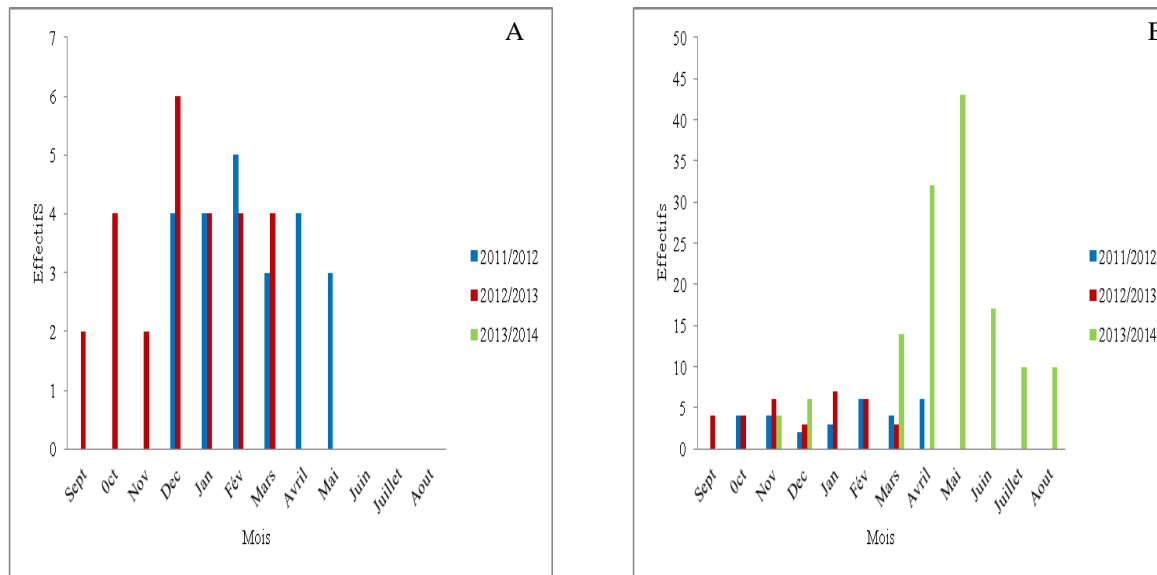 A
7
6
5
4
3
2
1
0
EffectifS
Sept
0ct
Nov
Dec
Jan
Fév
Mars
Avril
Mai
Juin
Juillet
Aout
Mois
2011/2012
2012/2013
2013/2014
B
50
45
40
35
30
25
20
15
10
5
0
Effectifs
Sept
0ct
Nov
Dec
Jan
Fév
Mars
Avril
Mai
Juin
Juillet
Aout
Mois
2011/2012
2012/2013
2013/2014